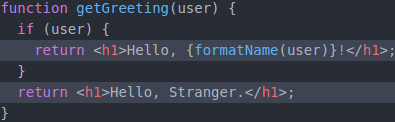 function getGreeting(user) {
  if (user) {
    return <h1>Hello, {formatName(user)}!</h1>;
  }
  return <h1>Hello, Stranger.</h1>;
}